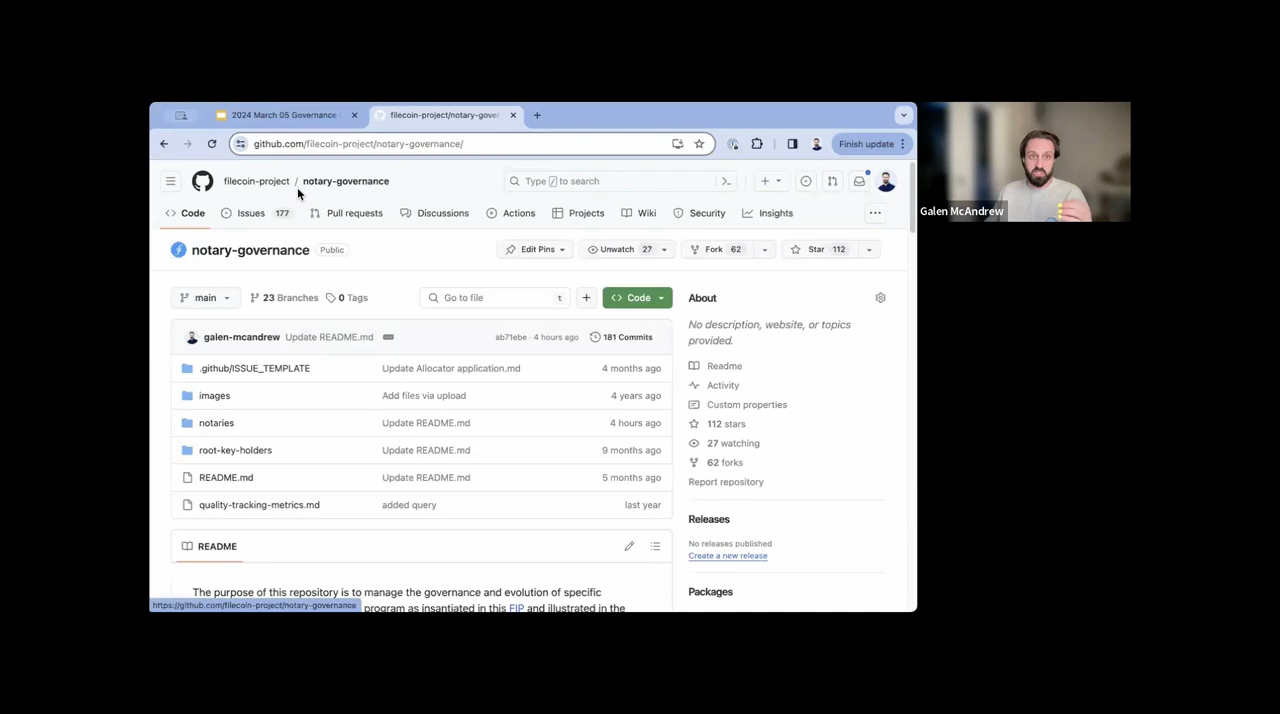 2024 March 05 Governance
filecoin-project/notary-gover
github.com/filecoin-project/notary-governance/
Finish update
filecoin-project / notary-governance
Type / to search
Code
Issues 177
Pull requests
Discussions
Actions
Projects
Wiki
Security
Insights
notary-governance Public
Edit Pins
Unwatch 27
Fork 62
Star 112
main
23 Branches
0 Tags
Go to file t
Code
galen-mcandrew Update README.md ab71ebe · 4 hours ago 181 Commits
.github/ISSUE_TEMPLATE Update Allocator application.md 4 months ago
images Add files via upload 4 years ago
notaries Update README.md 4 hours ago
root-key-holders Update README.md 9 months ago
README.md Update README.md 5 months ago
quality-tracking-metrics.md added query last year
README
The purpose of this repository is to manage the governance and evolution of specific
program as insantiated in this FIP and illustrated in the
https://github.com/filecoin-project/notary-governance
About
No description, website, or topics
provided.
Readme
Activity
Custom properties
112 stars
27 watching
62 forks
Report repository
Releases
No releases published
Create a new release
Packages
Galen McAndrew